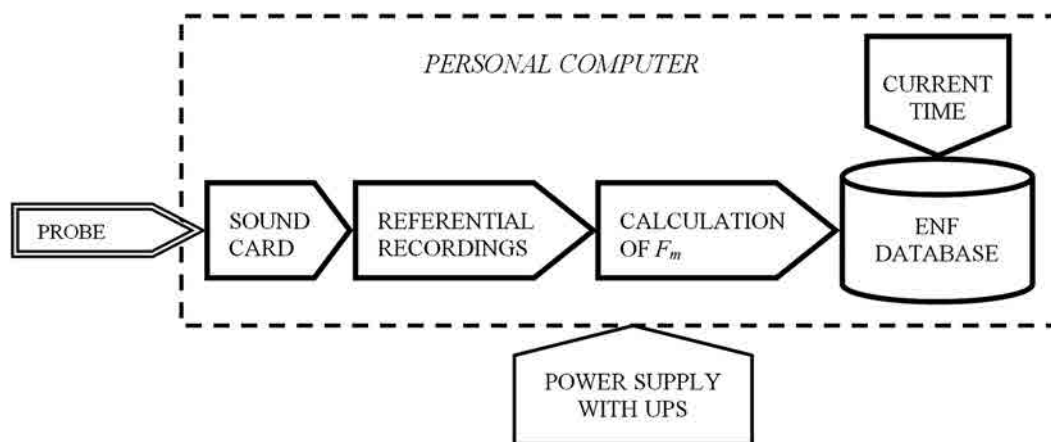 PERSONAL COMPUTER
CURRENT
TIME
PROBE
SOUND
CARD
REFERENTIAL
RECORDINGS
CALCULATION
OF Fm
ENF
DATABASE
POWER SUPPLY
WITH UPS